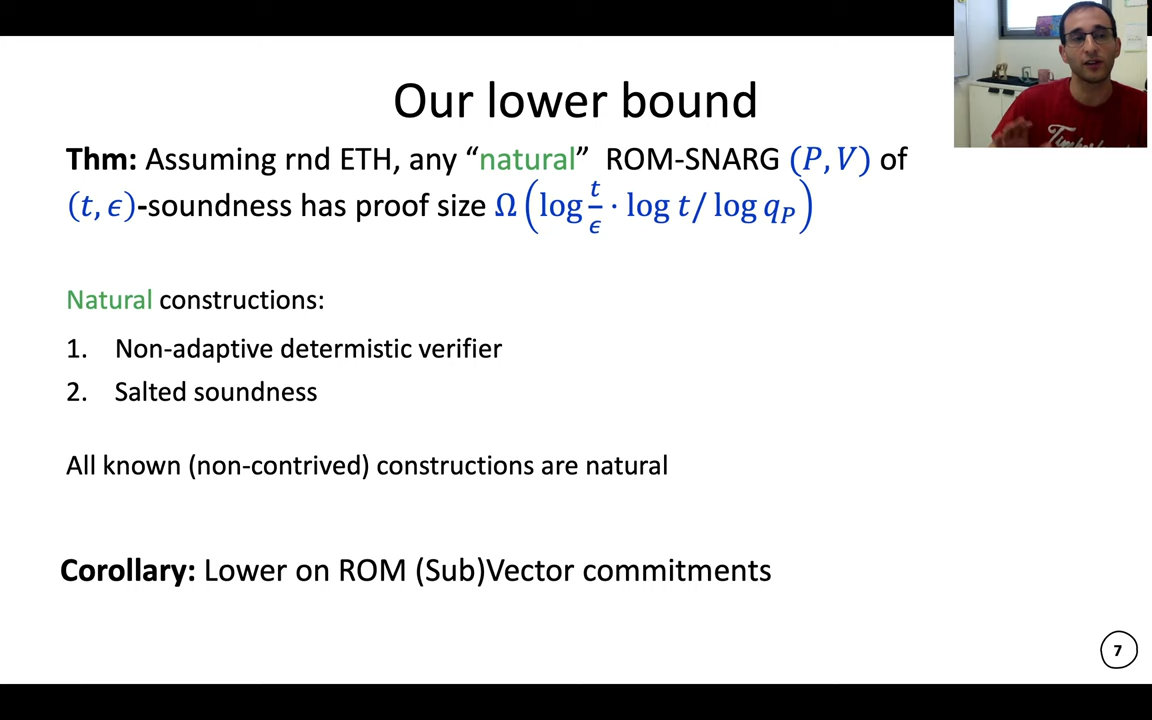 Our lower bound
Thm: Assuming rnd ETH, any “natural” ROM-SNARG (P, V) of
(t, ϵ)-soundness has proof size Ω(log t/ϵ · log t/ log q_P)
Natural constructions:
1. Non-adaptive determistic verifier
2. Salted soundness
All known (non-contrived) constructions are natural
Corollary: Lower on ROM (Sub)Vector commitments
7